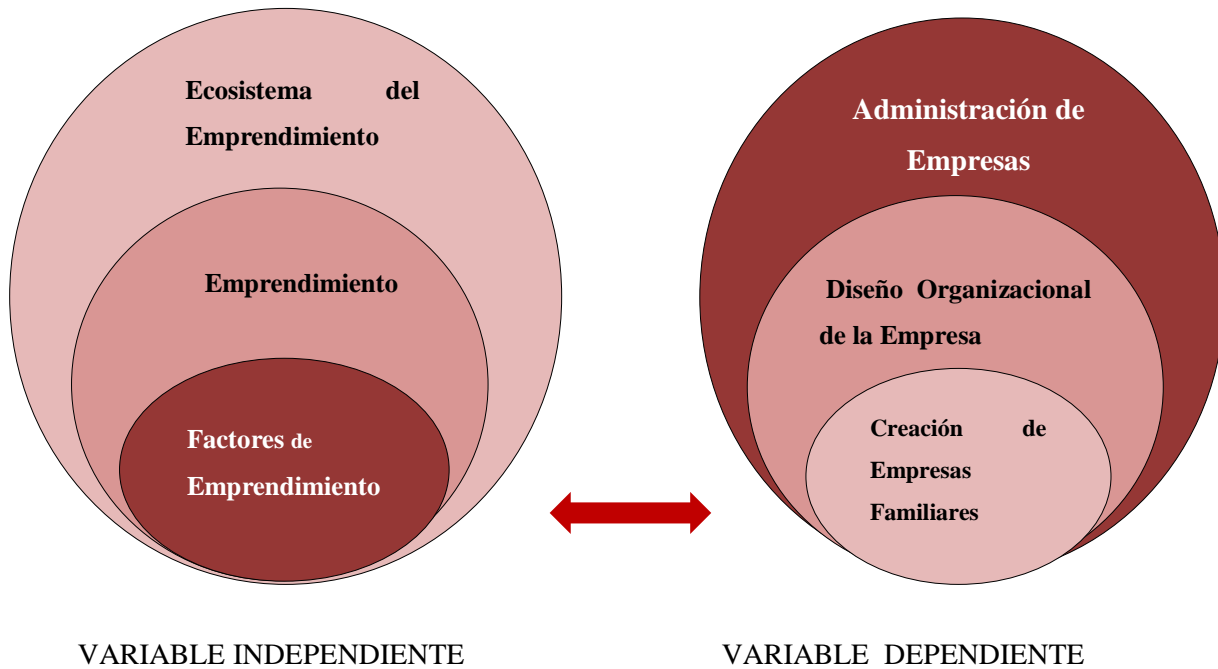 Ecosistema del
Emprendimiento
Emprendimiento
Factores de
Emprendimiento
VARIABLE INDEPENDIENTE
Administración de
Empresas
Diseño Organizacional
de la Empresa
Creación de
Empresas
Familiares
VARIABLE DEPENDIENTE